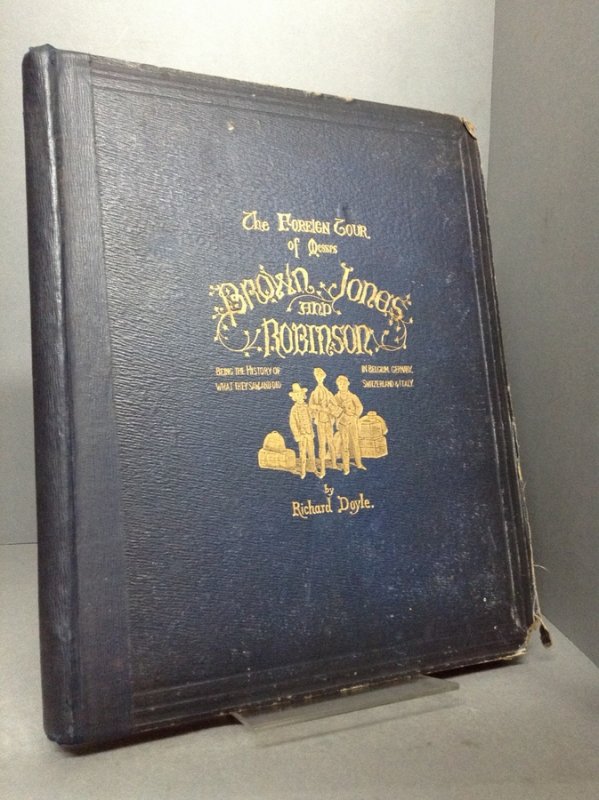 The Foreign Tour
of Messrs
Brown Jones
and
Robinson.
Being the History of
what they saw and did
in Belgium, Germany,
Switzerland & Italy.
by
Richard Doyle.